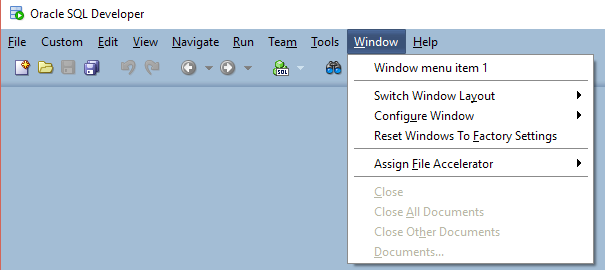 Oracle SQL Developer
File Custom Edit View Navigate Run Team Tools Window Help
SQL
Window menu item 1
Switch Window Layout
Configure Window
Reset Windows To Factory Settings
Assign File Accelerator
Close
Close All Documents
Close Other Documents
Documents...